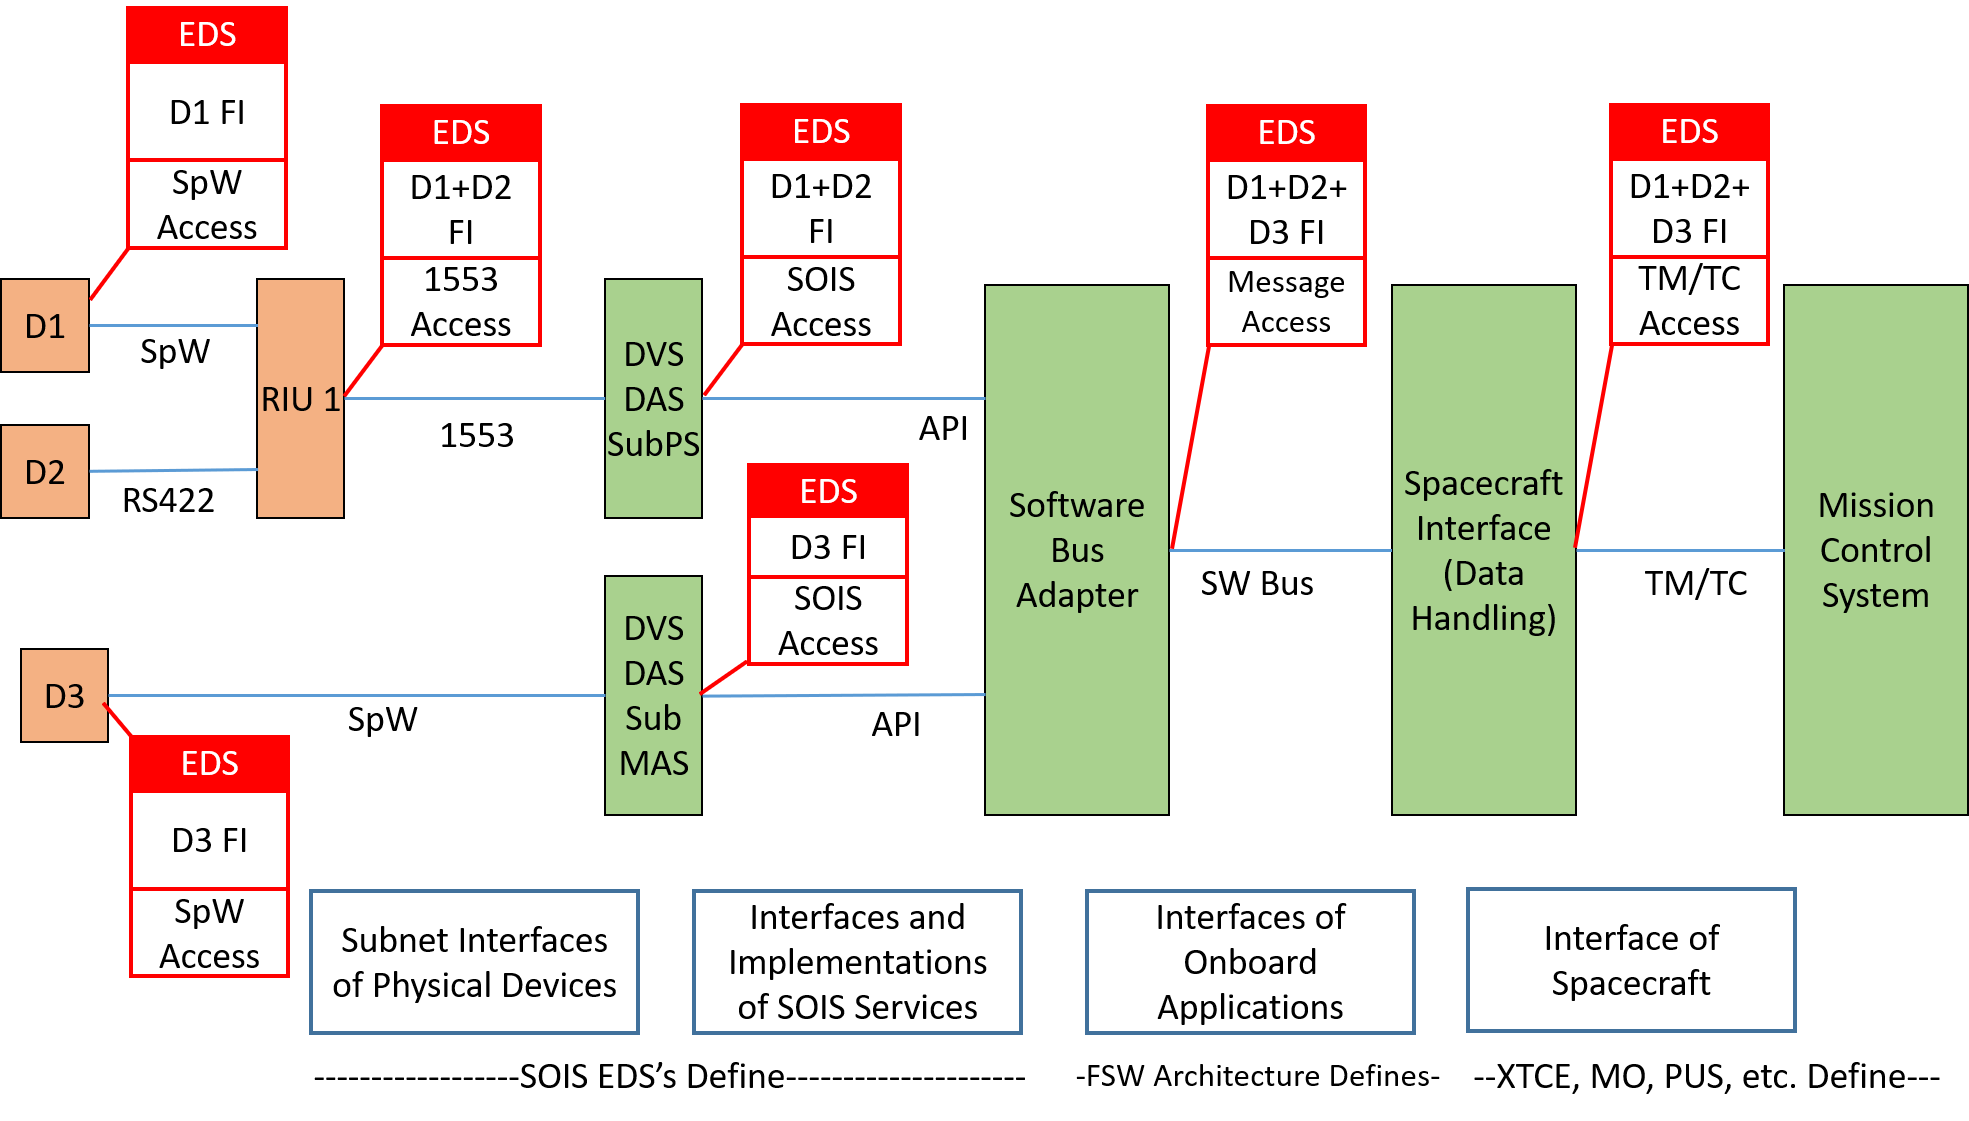 EDS
D1 FI
SpW
Access
EDS
D1+D2
FI
1553
Access
EDS
D1+D2
FI
SOIS
Access
EDS
D1+D2+
D3 FI
Message
Access
EDS
D1+D2+
D3 FI
TM/TC
Access
D1
SpW
D2
RS422
RIU 1
1553
DVS
DAS
SubPS
API
EDS
D3 FI
SOIS
Access
D3
SpW
EDS
D3 FI
SpW
Access
DVS
DAS
Sub
MAS
API
Software
Bus
Adapter
SW Bus
Spacecraft
Interface
(Data
Handling)
TM/TC
Mission
Control
System
Subnet Interfaces
of Physical Devices
Interfaces and
Implementations
of SOIS Services
Interfaces of
Onboard
Applications
Interface of
Spacecraft
------------------SOIS EDS’s Define---------------------
-FSW Architecture Defines-
--XTCE, MO, PUS, etc. Define---